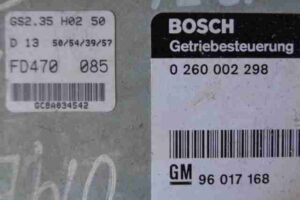 GS2.35 H02 50
D 13 50/54/39/57
FD470 085
GCBA034542
BOSCH
Getriebesteuerung
0 260 002 298
GM 96 017 168